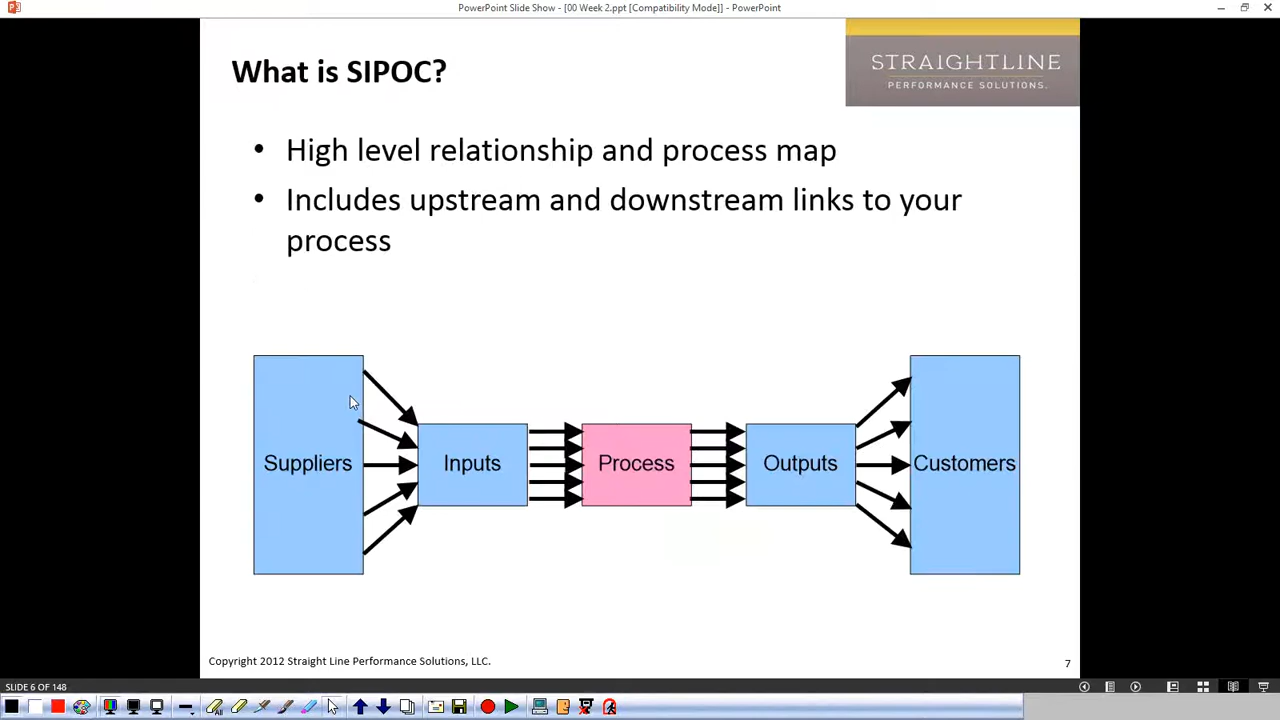 PowerPoint Slide Show - [00 Week 2.ppt [Compatibility Mode]] - PowerPoint
What is SIPOC?
STRAIGHTLINE
PERFORMANCE SOLUTIONS.
• High level relationship and process map
• Includes upstream and downstream links to your
process
Suppliers
Inputs
Process
Outputs
Customers
Copyright 2012 Straight Line Performance Solutions, LLC.
7
SLIDE 6 OF 148